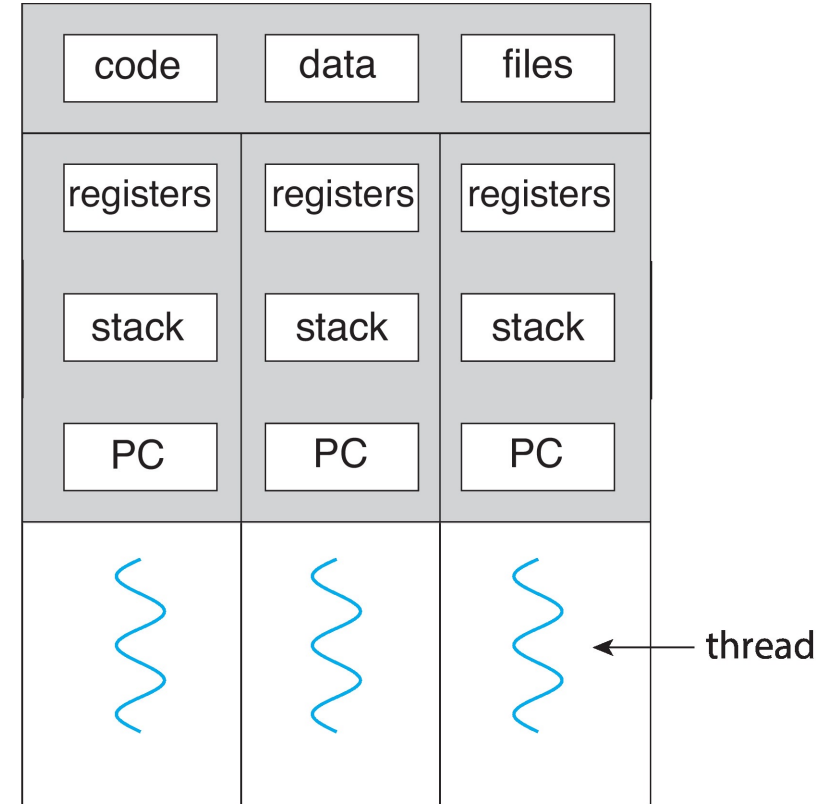 code data files
registers registers registers
stack stack stack
PC PC PC
thread